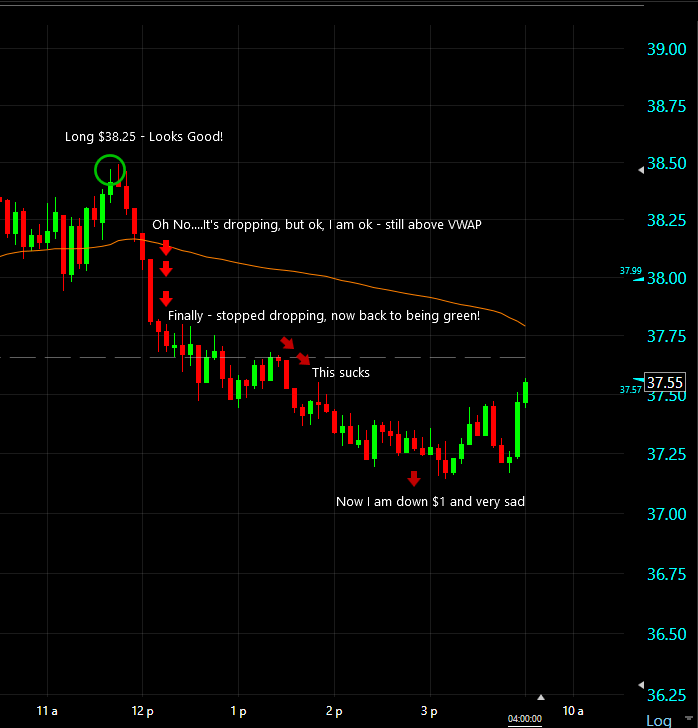 39.00
38.75
Long $38.25 - Looks Good!
38.50
Oh No....It's dropping, but ok, I am ok - still above VWAP
38.25
37.99
38.00
Finally - stopped dropping, now back to being green!
37.75
This sucks
37.55
37.57
37.50
37.25
Now I am down $1 and very sad
37.00
36.75
36.50
36.25
11 a
12 p
1 p
2 p
3 p
10 a
04:00:00
Log